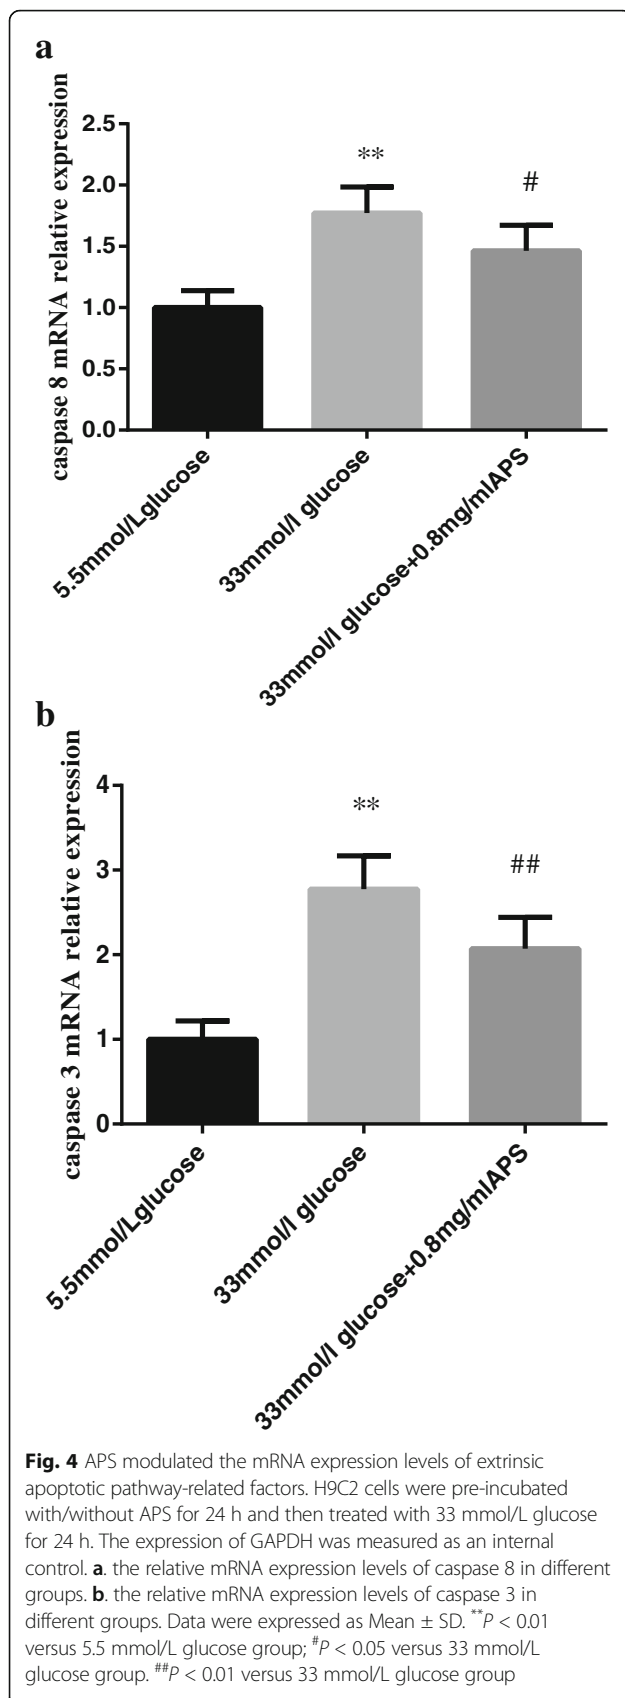 a
caspase 8 mRNA relative expression
2.5
2.0
1.5
1.0
0.5
0.0
**
#
5.5mmol/Lglucose
33mmol/l glucose
33mmol/l glucose+0.8mg/mlAPS
b
caspase 3 mRNA relative expression
4
3
2
1
0
**
##
5.5mmol/Lglucose
33mmol/l glucose
33mmol/l glucose+0.8mg/mlAPS
Fig. 4 APS modulated the mRNA expression levels of extrinsic
apoptotic pathway-related factors. H9C2 cells were pre-incubated
with/without APS for 24 h and then treated with 33 mmol/L glucose
for 24 h. The expression of GAPDH was measured as an internal
control. a. the relative mRNA expression levels of caspase 8 in different
groups. b. the relative mRNA expression levels of caspase 3 in
different groups. Data were expressed as Mean ± SD. **P < 0.01
versus 5.5 mmol/L glucose group; #P < 0.05 versus 33 mmol/L
glucose group. ##P < 0.01 versus 33 mmol/L glucose group